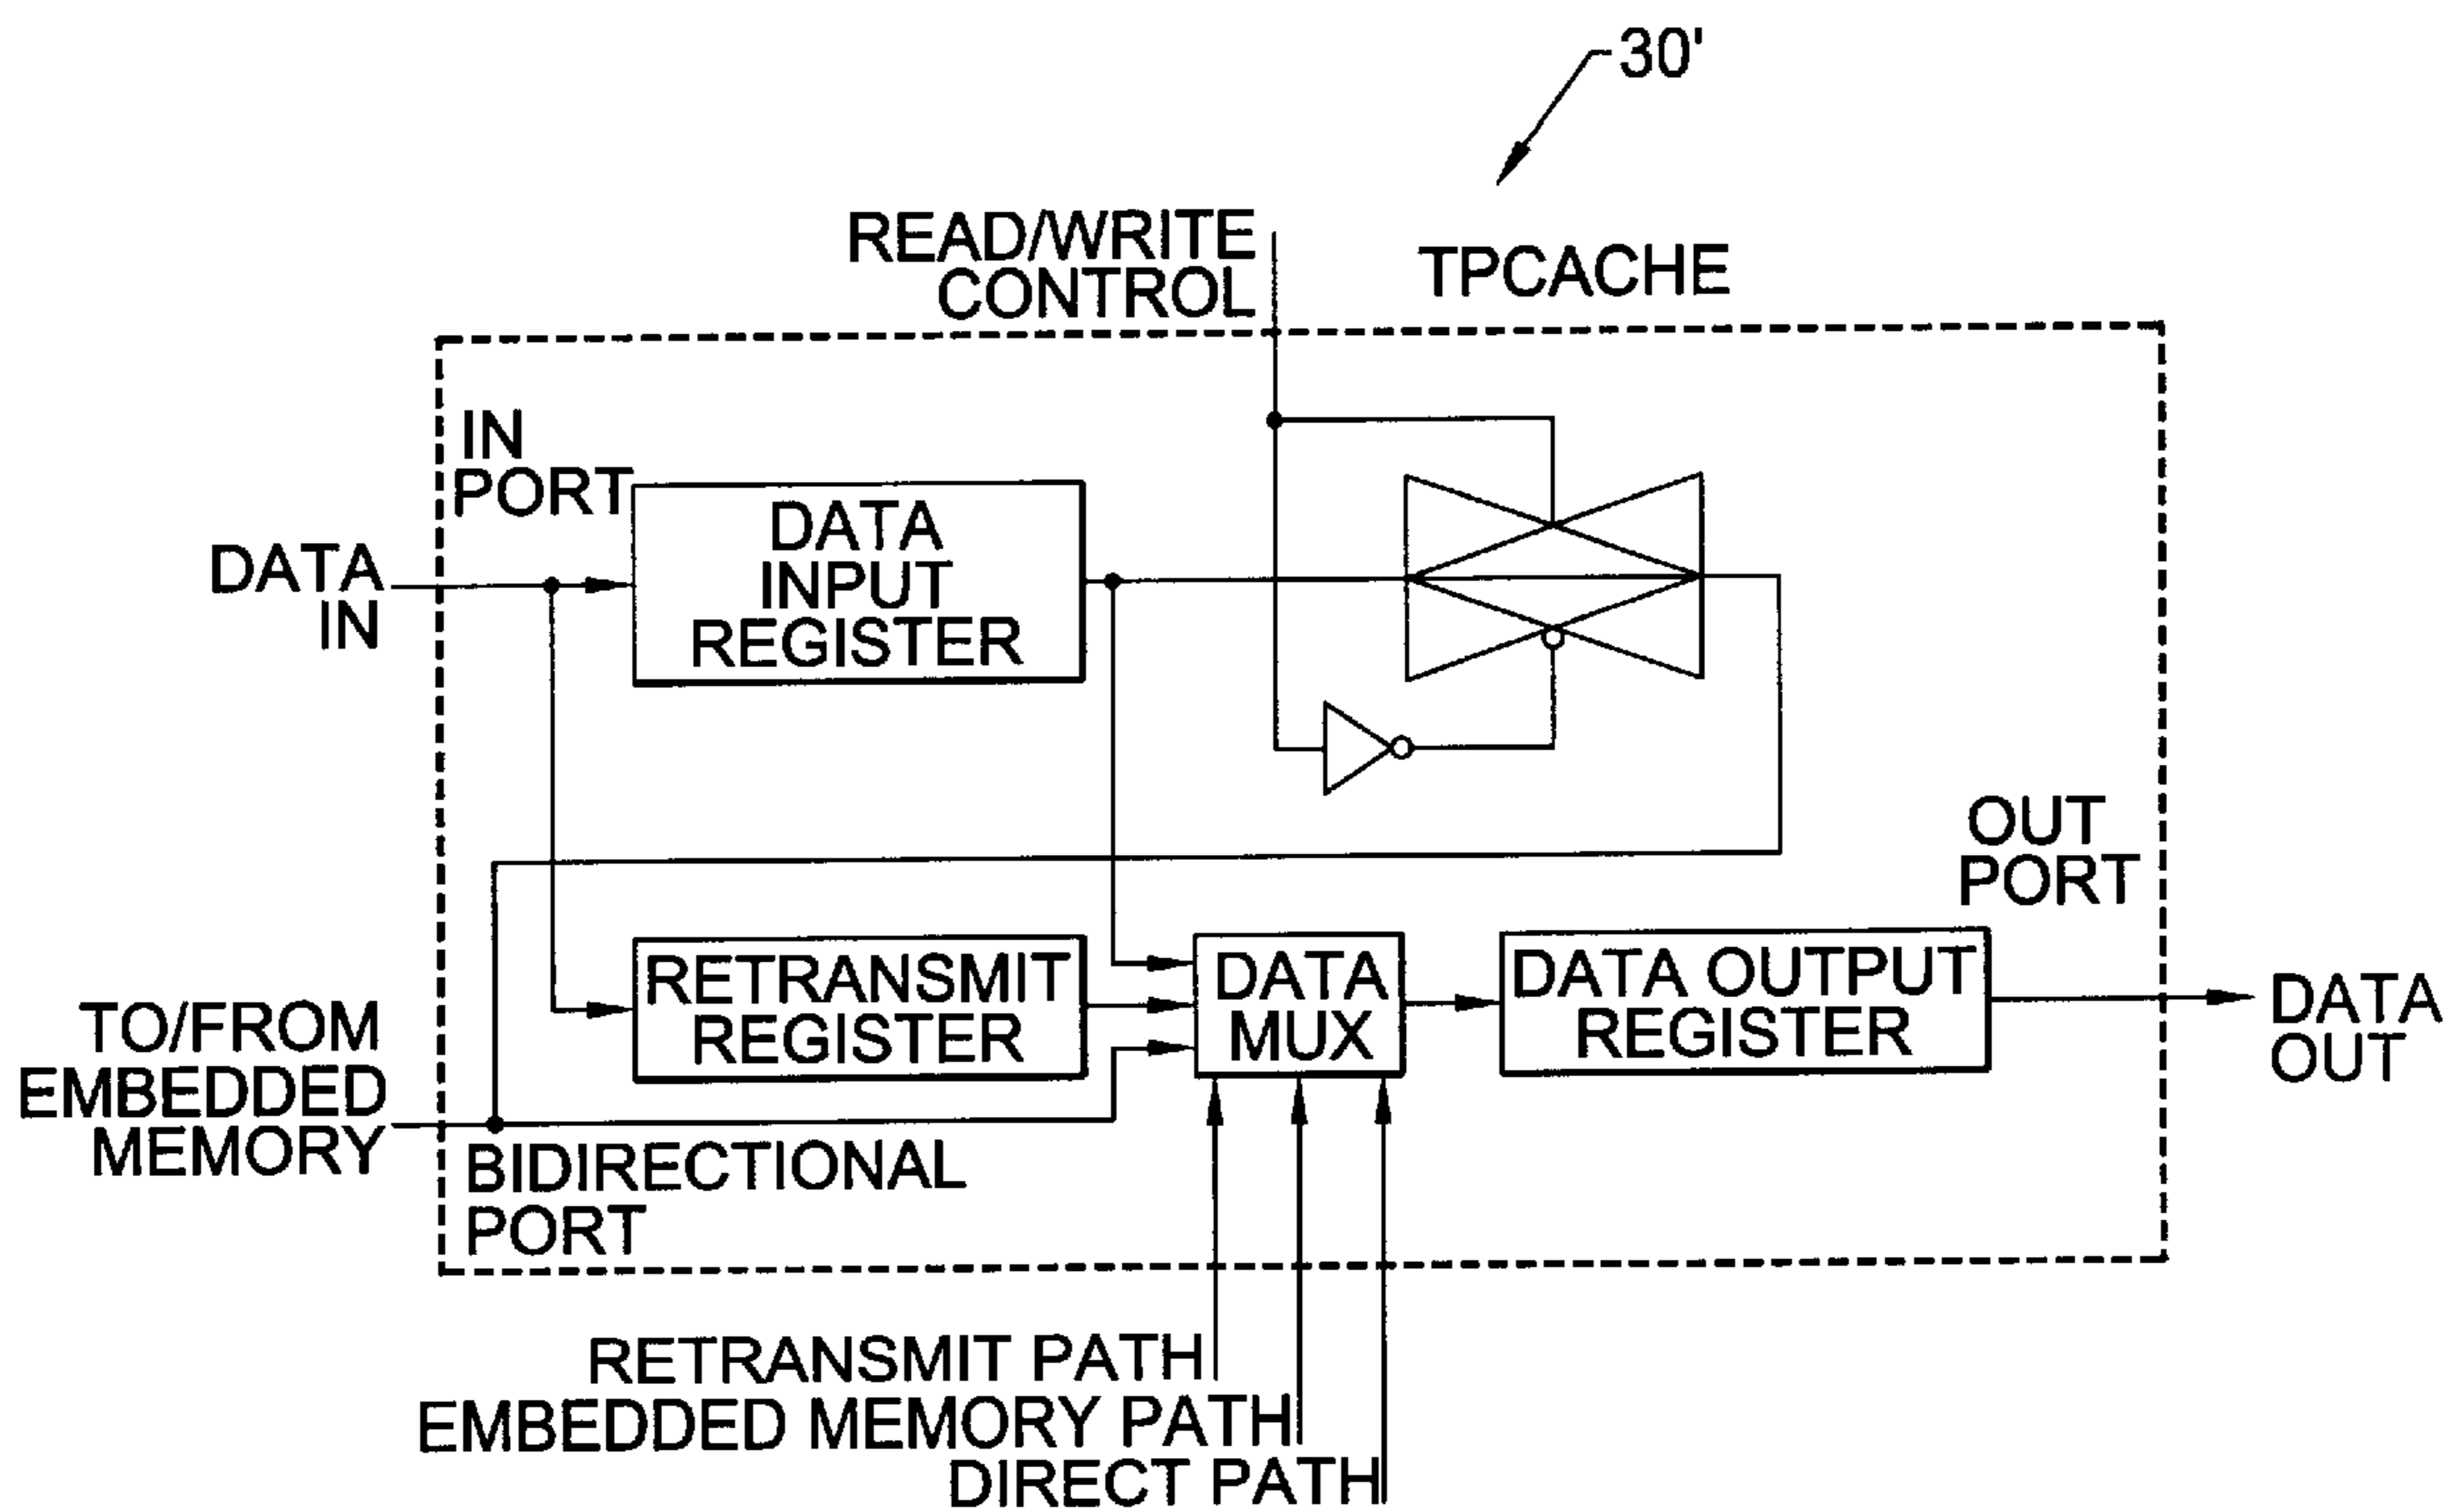 30'
READ/WRITE
CONTROL
TPCACHE
IN
PORT
DATA
INPUT
REGISTER
DATA
IN
OUT
PORT
RETRANSMIT
REGISTER
DATA
MUX
DATA OUTPUT
REGISTER
DATA
OUT
TO/FROM
EMBEDDED
MEMORY
BIDIRECTIONAL
PORT
RETRANSMIT PATH
EMBEDDED MEMORY PATH
DIRECT PATH